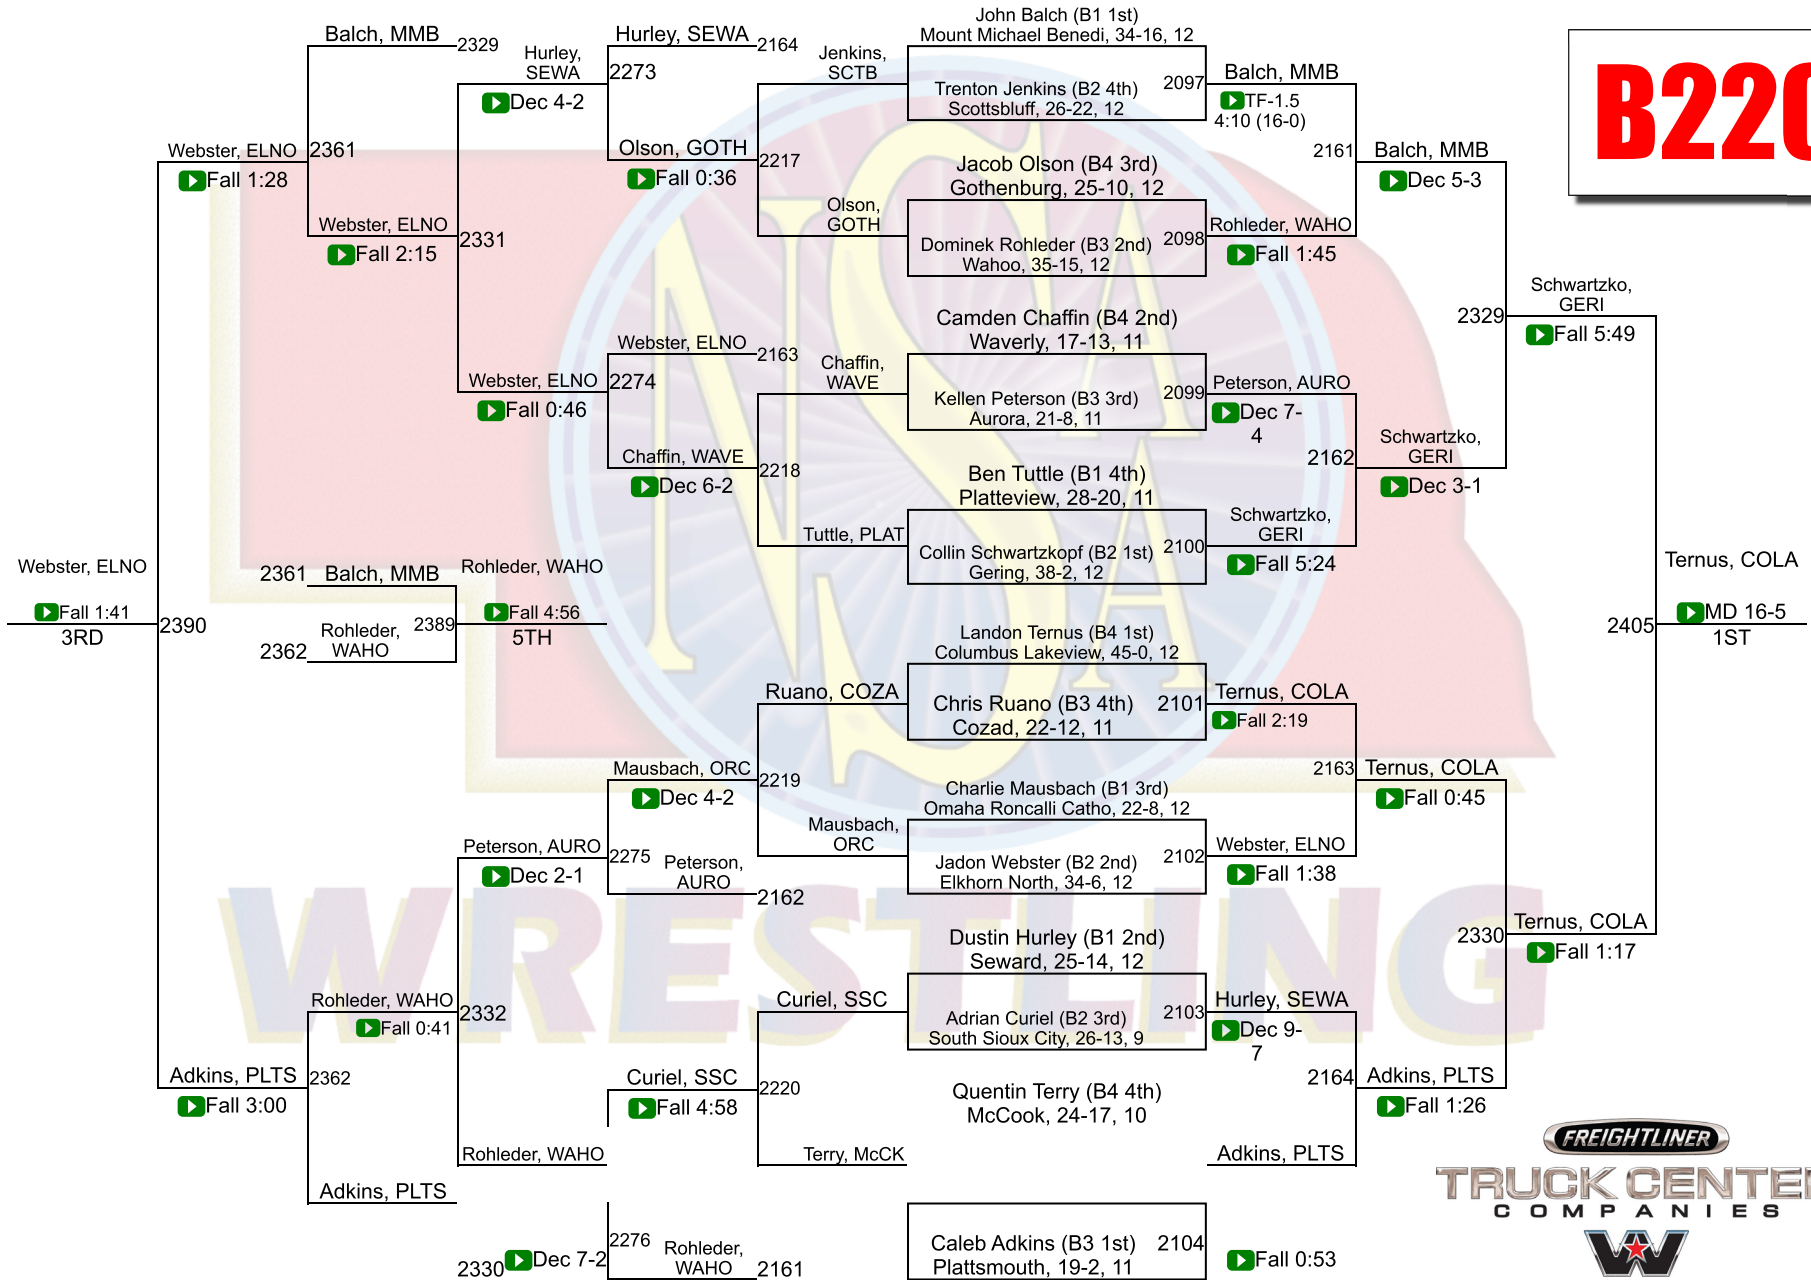 John Balch (B1 1st)
Mount Michael Benedi, 34-16, 12
Trenton Jenkins (B2 4th)
Scottsbluff, 26-22, 12
2097
Jacob Olson (B4 3rd)
Gothenburg, 25-10, 12
Dominek Rohleder (B3 2nd)
Wahoo, 35-15, 12
2098
Camden Chaffin (B4 2nd)
Waverly, 17-13, 11
Kellen Peterson (B3 3rd)
Aurora, 21-8, 11
2099
Ben Tuttle (B1 4th)
Platteview, 28-20, 11
Collin Schwartzkopf (B2 1st)
Gering, 38-2, 12
2100
Landon Ternus (B4 1st)
Columbus Lakeview, 45-0, 12
Chris Ruano (B3 4th)
Cozad, 22-12, 11
2101
Charlie Mausbach (B1 3rd)
Omaha Roncalli Catho, 22-8, 12
Jadon Webster (B2 2nd)
Elkhorn North, 34-6, 12
2102
Dustin Hurley (B1 2nd)
Seward, 25-14, 12
Adrian Curiel (B2 3rd)
South Sioux City, 26-13, 9
2103
Quentin Terry (B4 4th)
McCook, 24-17, 10
Caleb Adkins (B3 1st)
Plattsmouth, 19-2, 11
2104
Balch, MMB
TF-1.5
4:10 (16-0)
2161
Rohleder, WAHO
Fall 1:45
Peterson, AURO
Dec 7-
4
2162
Schwartzko,
GERI
Fall 5:24
Ternus, COLA
Fall 2:19
2163
Webster, ELNO
Fall 1:38
Hurley, SEWA
Dec 9-
7
2164
Adkins, PLTS
Fall 0:53
Balch, MMB
Dec 5-3
2329
Schwartzko,
GERI
Dec 3-1
Ternus, COLA
Fall 0:45
2330
Adkins, PLTS
Fall 1:26
Schwartzko,
GERI
Fall 5:49
2405
Ternus, COLA
Fall 1:17
Ternus, COLA
MD 16-5
1ST
Jenkins,
SCTB
2217
Olson,
GOTH
Chaffin,
WAVE
2218
Tuttle, PLAT
Ruano, COZA
2219
Mausbach,
ORC
Curiel, SSC
2220
Terry, McCK
Hurley, SEWA
2164
2273
Olson, GOTH
Fall 0:36
Webster, ELNO
2163
2274
Chaffin, WAVE
Dec 6-2
Mausbach, ORC
Dec 4-2
2275
Peterson,
AURO
2162
Curiel, SSC
Fall 4:58
2276
Rohleder,
WAHO
2161
Hurley,
SEWA
Dec 4-2
2331
Webster, ELNO
Fall 0:46
Peterson, AURO
Dec 2-1
2332
Rohleder, WAHO
Dec 7-2
Balch, MMB
2329
2361
Webster, ELNO
Fall 2:15
Rohleder, WAHO
Fall 0:41
2362
Adkins, PLTS
2330
Webster, ELNO
Fall 1:28
2390
Adkins, PLTS
Fall 3:00
Webster, ELNO
Fall 1:41
3RD
2361
Balch, MMB
2389
2362
Rohleder,
WAHO
Rohleder, WAHO
Fall 4:56
5TH
NSAA
WRESTLING
FREIGHTLINER
TRUCK
COMPANIES
W